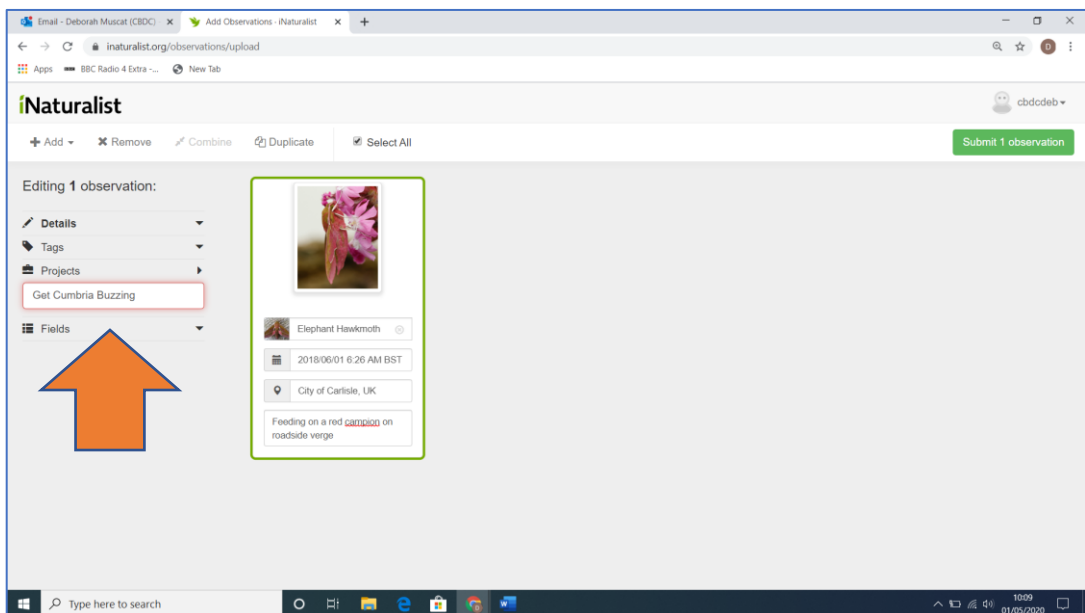 Email - Deborah Muscat (CBDC)
Add Observations · iNaturalist
inaturalist.org/observations/upload
D
Apps
BBC Radio 4 Extra -...
New Tab
iNaturalist
cbdcdeb
Add
Remove
Combine
Duplicate
Select All
Submit 1 observation
Editing 1 observation:
Details
Tags
Projects
Get Cumbria Buzzing
Fields
Elephant Hawkmoth
2018/06/01 6:26 AM BST
City of Carlisle, UK
Feeding on a red campion on
roadside verge
Type here to search
10:09
01/05/2020